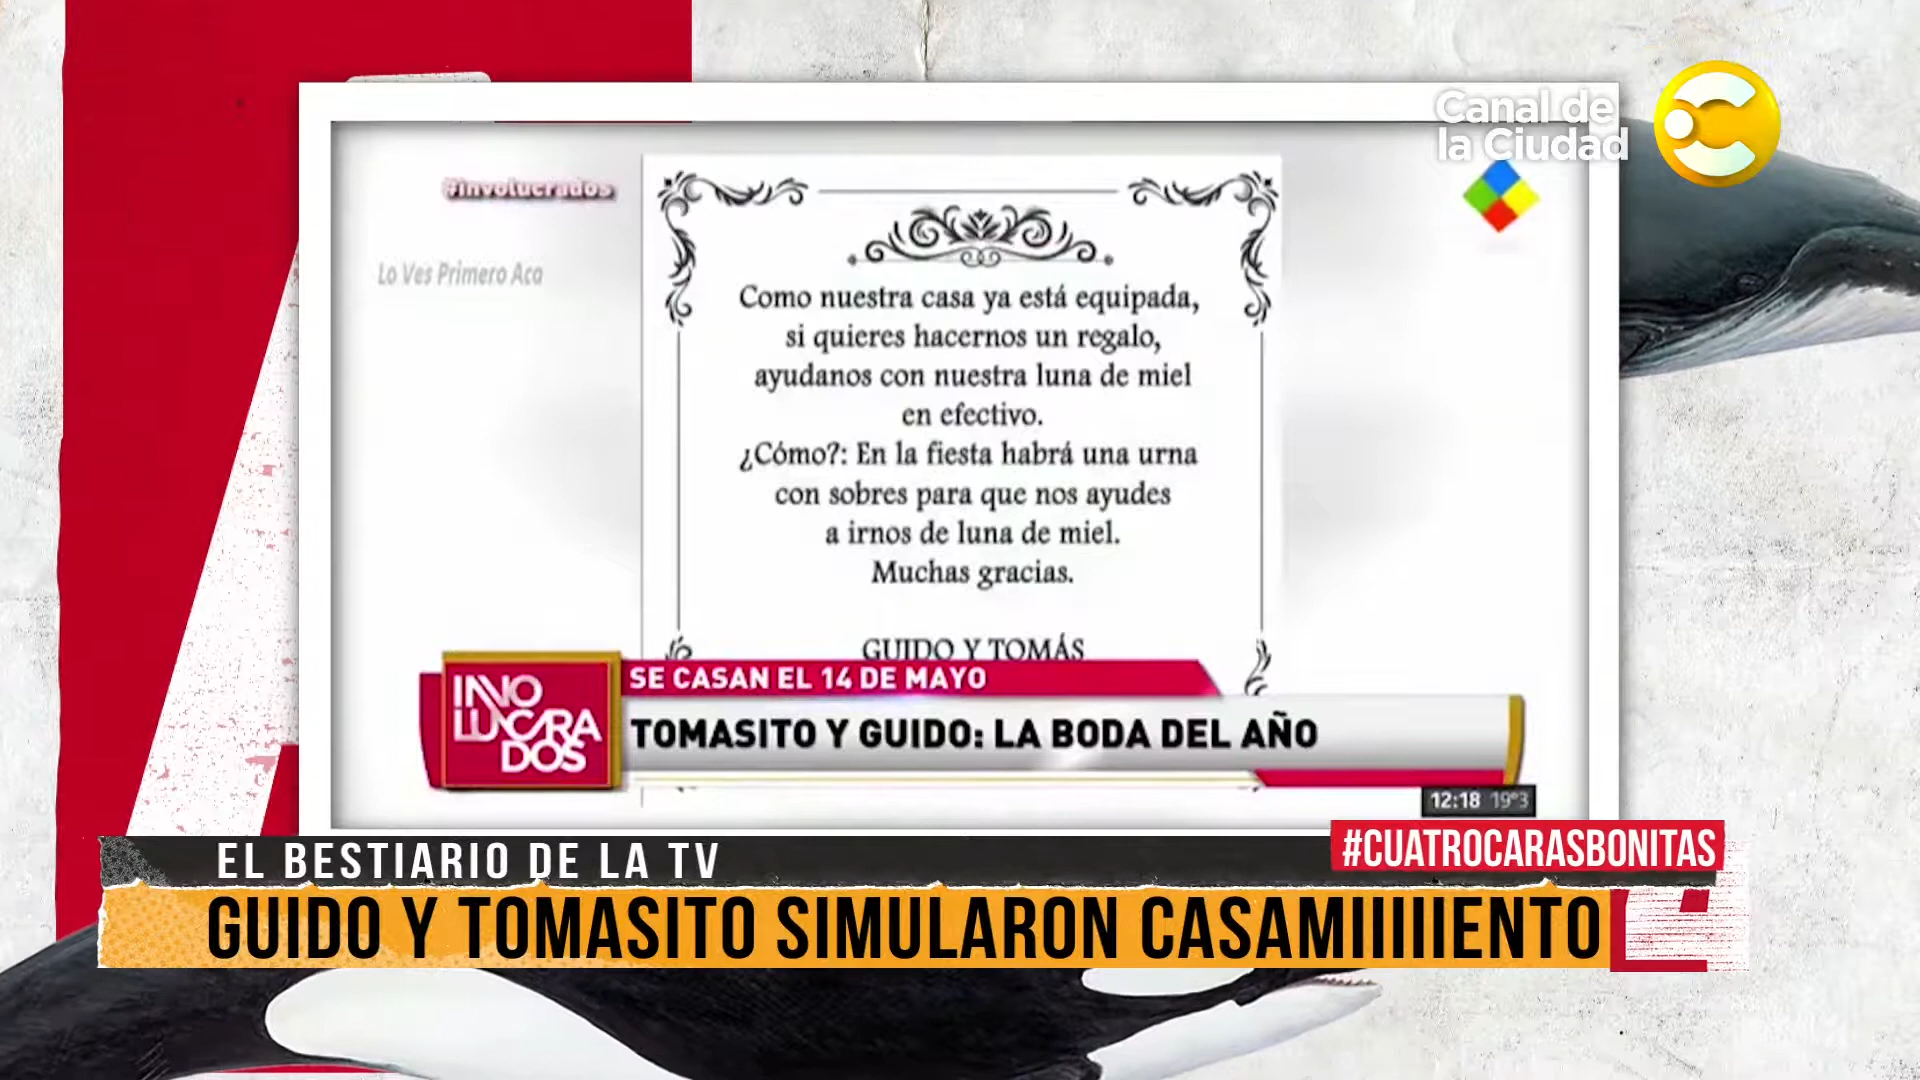 Canal de
la Ciudad
#involucrados
Lo Ves Primero Aca
Como nuestra casa ya está equipada,
si quieres hacernos un regalo,
ayudanos con nuestra luna de miel
en efectivo.
¿Cómo?: En la fiesta habrá una urna
con sobres para que nos ayudes
a irnos de luna de miel.
Muchas gracias.
GUIDO Y TOMÁS
INVO
LUCRA
DOS
SE CASAN EL 14 DE MAYO
TOMASITO Y GUIDO: LA BODA DEL AÑO
12:18 19°3
#CUATROCARASBONITAS
EL BESTIARIO DE LA TV
GUIDO Y TOMASITO SIMULARON CASAMIIIIIENTO